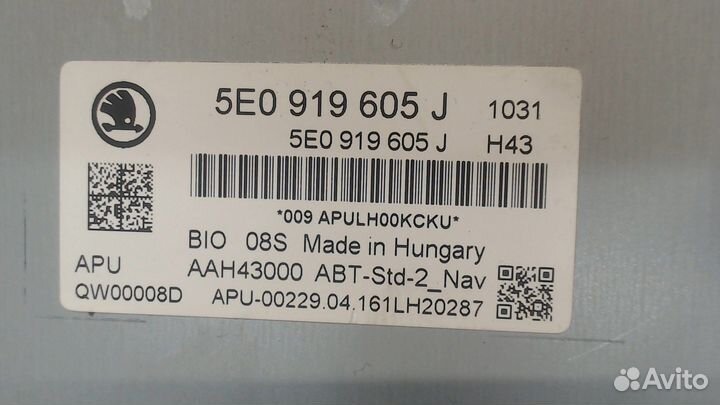 5E0 919 605 J 1031
5E0 919 605 J H43
*009 APULH00KCKU*
BIO 08S Made in Hungary
APU AAH43000 ABT-Std-2_Nav
QW00008D APU-00229.04.161LH20287
Avito